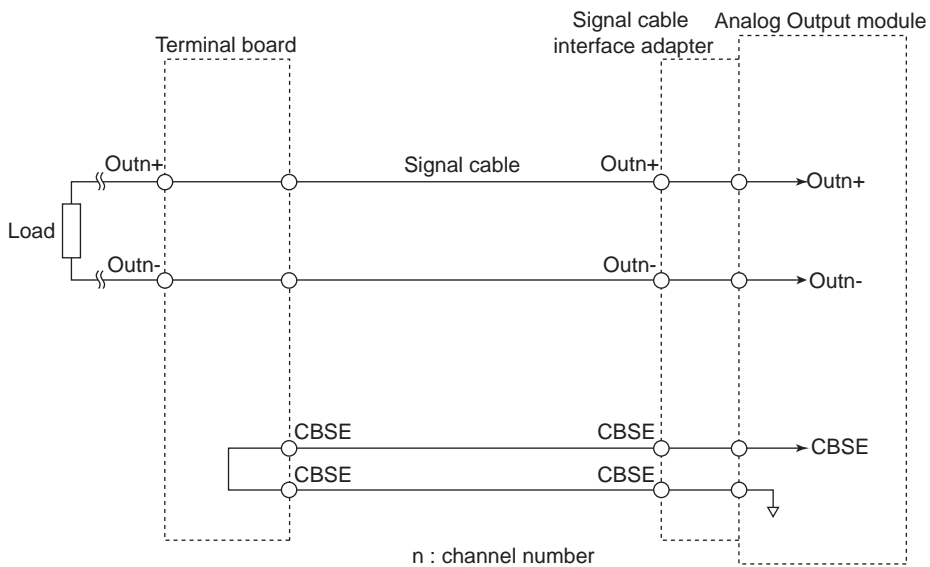 Signal cable
interface adapter
Analog Output module
Terminal board
Outn+
Signal cable
Outn+
Outn+
Load
Outn-
Outn-
Outn-
CBSE
CBSE
CBSE
CBSE
CBSE
n : channel number